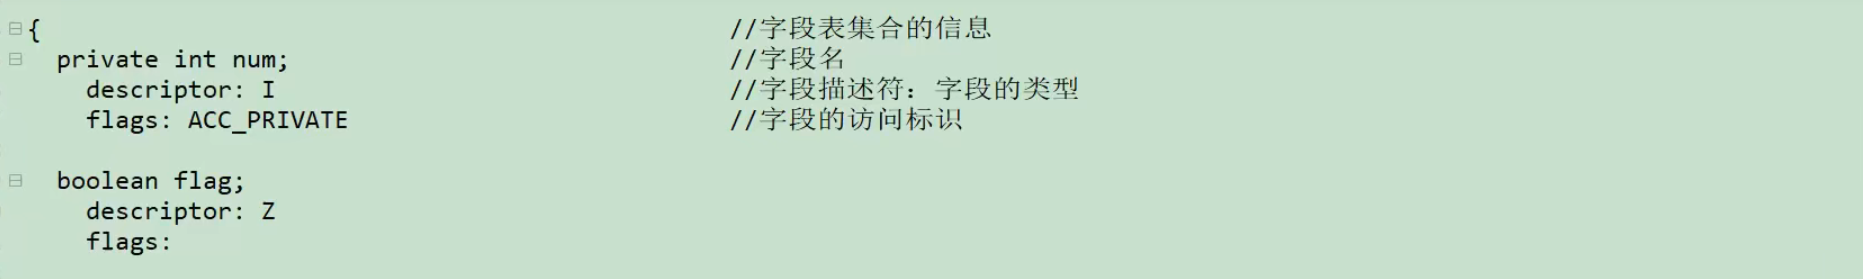 { //字段表集合的信息
private int num; //字段名
descriptor: I //字段描述符：字段的类型
flags: ACC_PRIVATE //字段的访问标识
boolean flag;
descriptor: Z
flags: